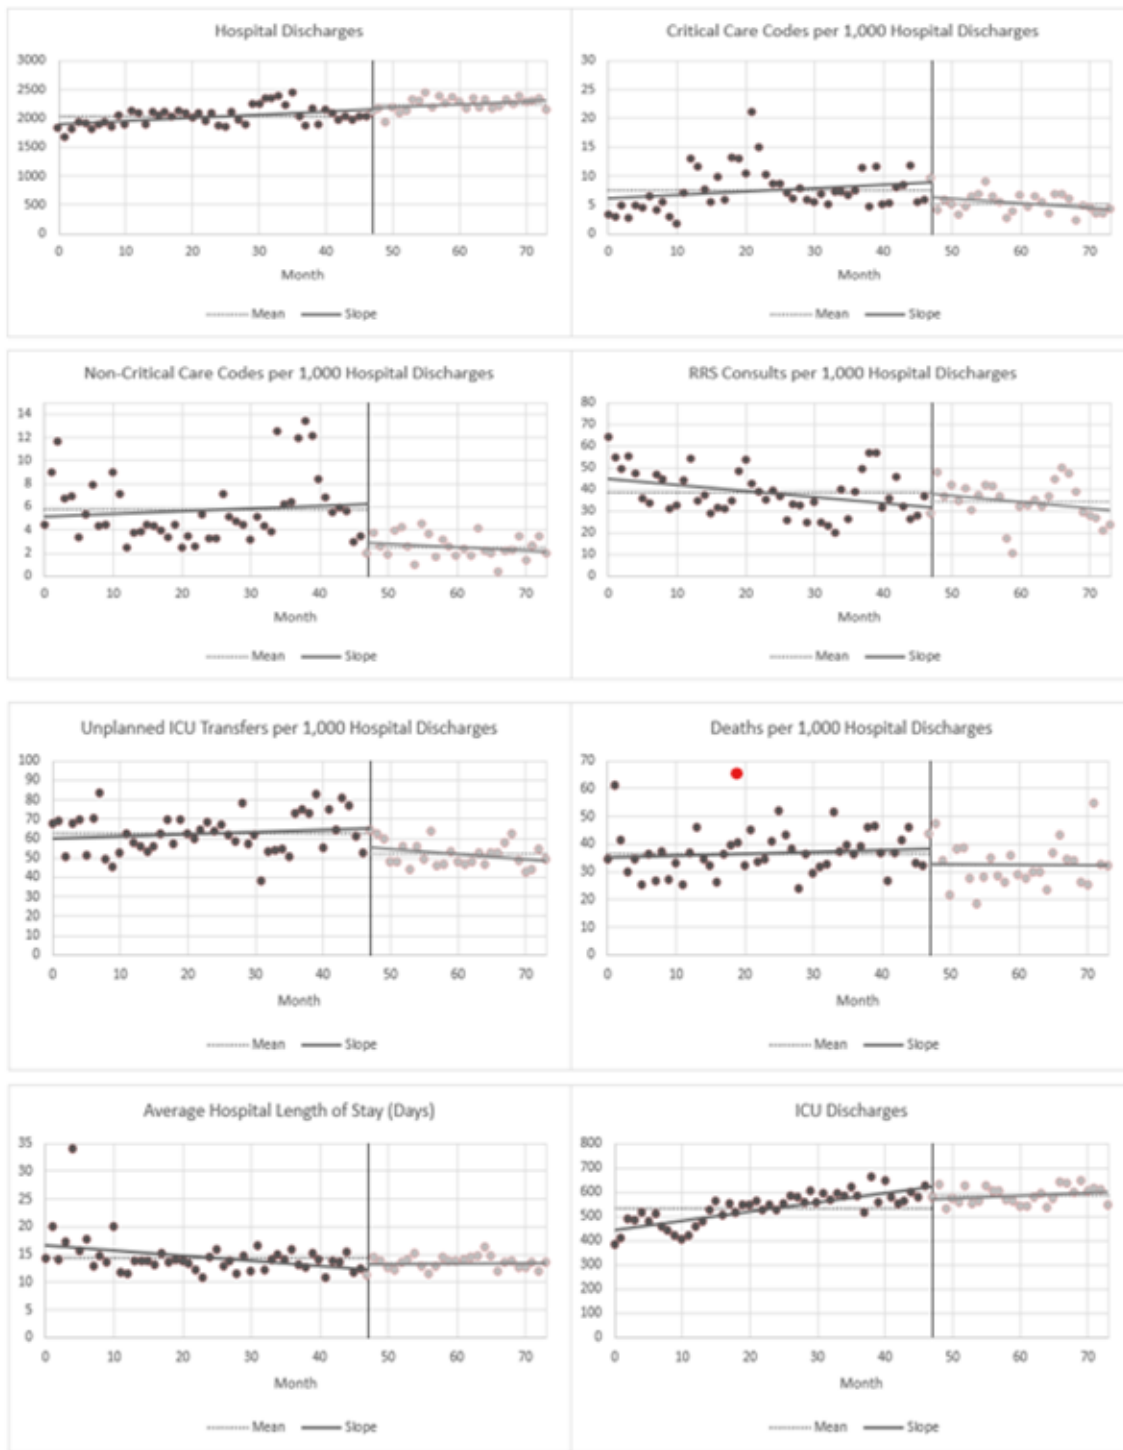 Hospital Discharges
3000
2500
2000
1500
1000
500
0
0 10 20 30 40 50 60 70
Month
Mean Slope
Critical Care Codes per 1,000 Hospital Discharges
30
25
20
15
10
5
0
0 10 20 30 40 50 60 70
Month
Mean Slope
Non-Critical Care Codes per 1,000 Hospital Discharges
14
12
10
8
6
4
2
0
0 10 20 30 40 50 60 70
Month
Mean Slope
RRS Consults per 1,000 Hospital Discharges
80
70
60
50
40
30
20
10
0
0 10 20 30 40 50 60 70
Month
Mean Slope
Unplanned ICU Transfers per 1,000 Hospital Discharges
100
90
80
70
60
50
40
30
20
10
0
0 10 20 30 40 50 60 70
Month
Mean Slope
Deaths per 1,000 Hospital Discharges
70
60
50
40
30
20
10
0
0 10 20 30 40 50 60 70
Month
Mean Slope
Average Hospital Length of Stay (Days)
35
30
25
20
15
10
5
0
0 10 20 30 40 50 60 70
Month
Mean Slope
ICU Discharges
800
700
600
500
400
300
200
100
0
0 10 20 30 40 50 60 70
Month
Mean Slope